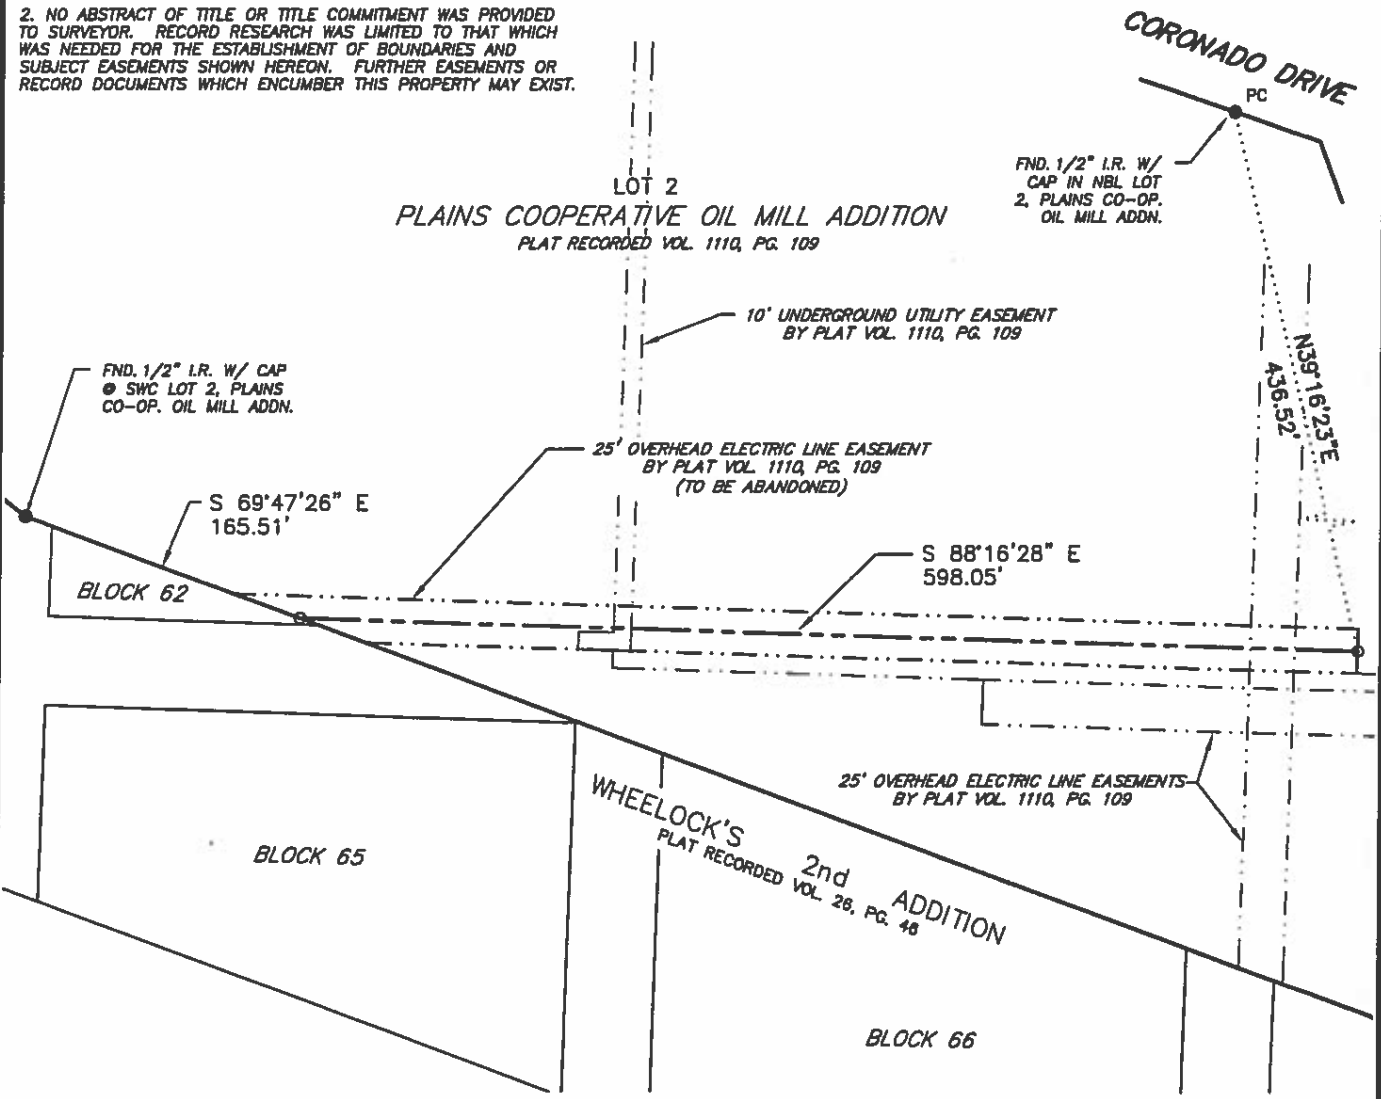 2. NO ABSTRACT OF TITLE OR TITLE COMMITMENT WAS PROVIDED
TO SURVEYOR. RECORD RESEARCH WAS LIMITED TO THAT WHICH
WAS NEEDED FOR THE ESTABLISHMENT OF BOUNDARIES AND
SUBJECT EASEMENTS SHOWN HEREON. FURTHER EASEMENTS OR
RECORD DOCUMENTS WHICH ENCUMBER THIS PROPERTY MAY EXIST.
CORONADO DRIVE
PC
FND. 1/2" I.R. W/
CAP IN NBL LOT
2, PLAINS CO-OP.
OIL MILL ADDN.
LOT 2
PLAINS COOPERATIVE OIL MILL ADDITION
PLAT RECORDED VOL. 1110, PG. 109
10' UNDERGROUND UTILITY EASEMENT
BY PLAT VOL. 1110, PG. 109
N39°16'23"E
436.52'
FND. 1/2" I.R. W/ CAP
@ SWC LOT 2, PLAINS
CO-OP. OIL MILL ADDN.
25' OVERHEAD ELECTRIC LINE EASEMENT
BY PLAT VOL. 1110, PG. 109
(TO BE ABANDONED)
S 69°47'26" E
165.51'
S 88°16'28" E
598.05'
BLOCK 62
25' OVERHEAD ELECTRIC LINE EASEMENTS
BY PLAT VOL. 1110, PG. 109
WHEELOCK'S 2nd ADDITION
PLAT RECORDED VOL. 26, PG. 46
BLOCK 65
BLOCK 66